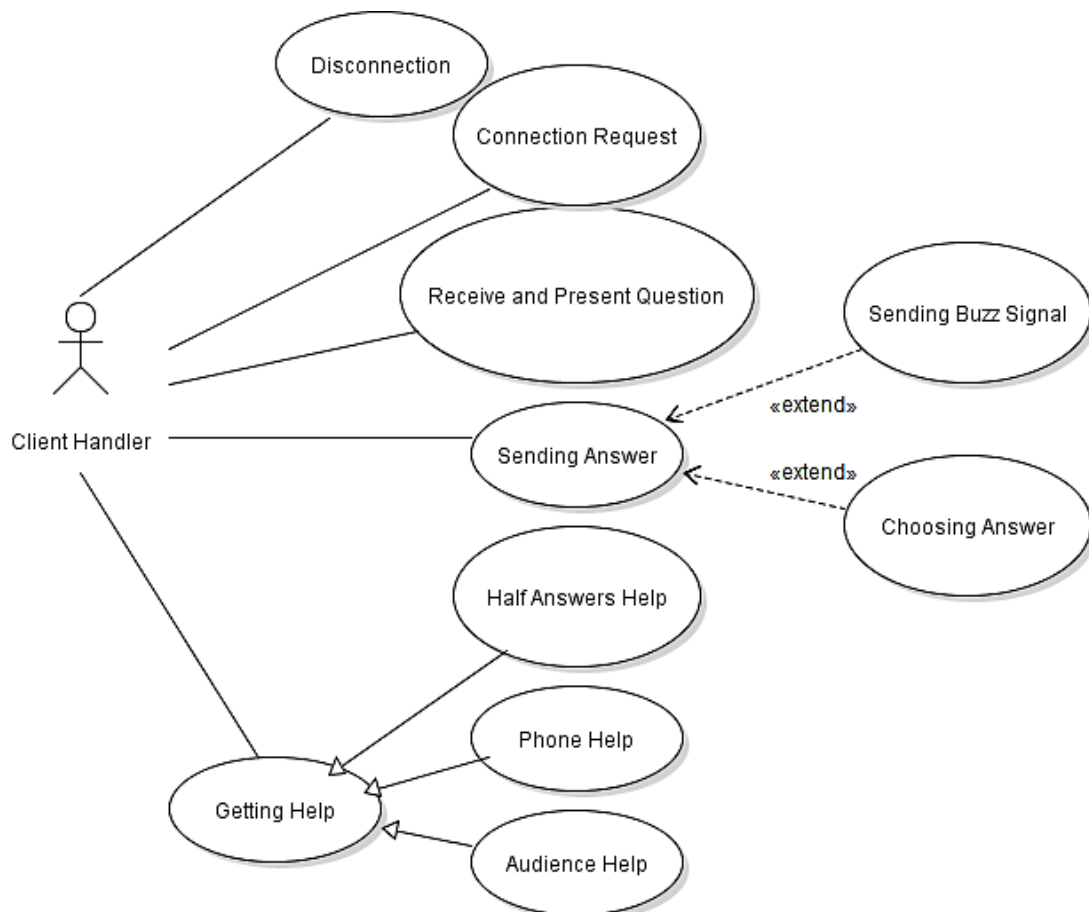 Disconnection
Connection Request
Receive and Present Question
Sending Buzz Signal
«extend»
Client Handler
Sending Answer
«extend»
Choosing Answer
Half Answers Help
Phone Help
Getting Help
Audience Help